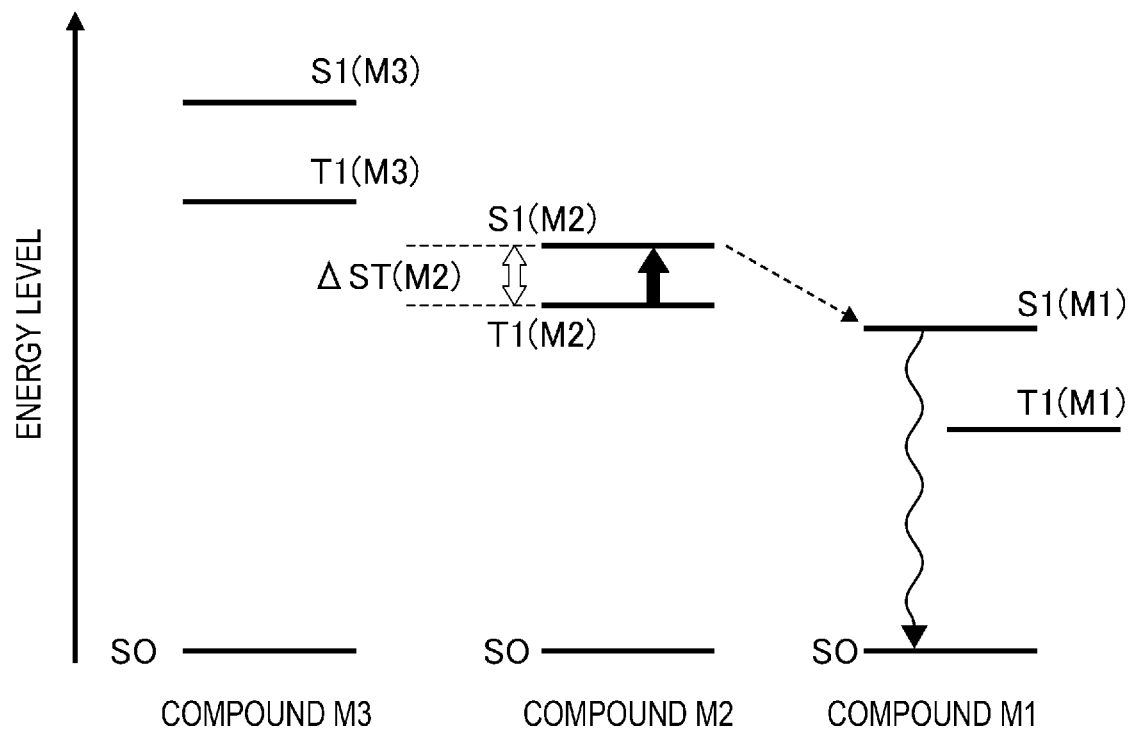 ENERGY LEVEL
S1(M3)
T1(M3)
S1(M2)
Δ ST(M2)
T1(M2)
S1(M1)
T1(M1)
SO
SO
SO
COMPOUND M3
COMPOUND M2
COMPOUND M1